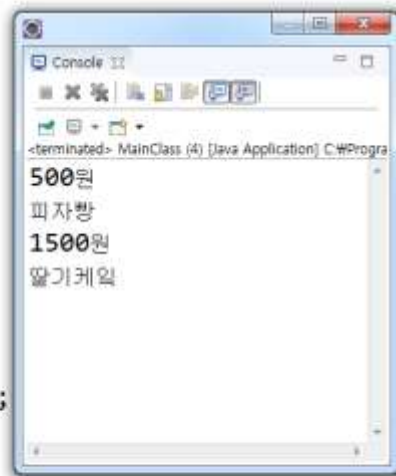 Console
<terminated> MainClass (4) [Java Application] C:₩Progra
500원
피자빵
1500원
딸기케익
;